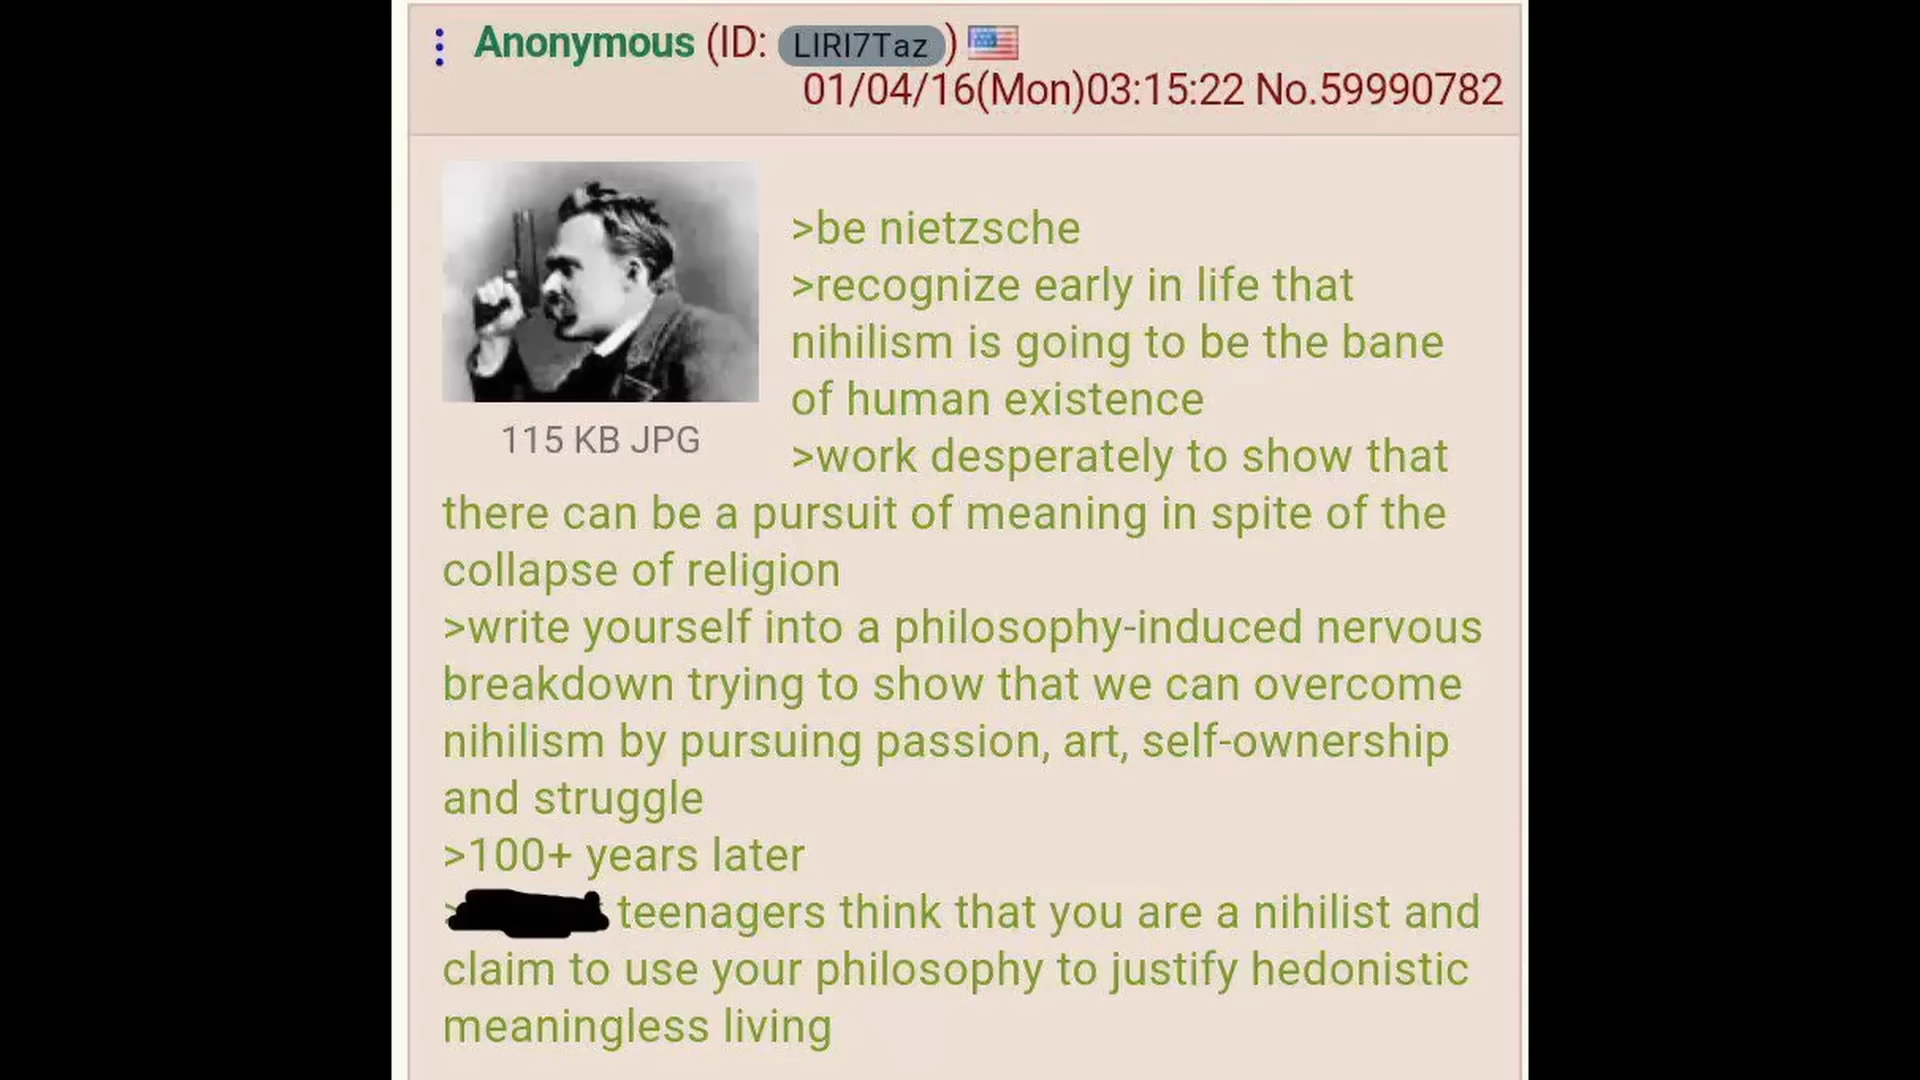 Anonymous (ID: LIRI7Taz)
01/04/16(Mon)03:15:22 No.59990782
115 KB JPG
>be nietzsche
>recognize early in life that
nihilism is going to be the bane
of human existence
>work desperately to show that
there can be a pursuit of meaning in spite of the
collapse of religion
>write yourself into a philosophy-induced nervous
breakdown trying to show that we can overcome
nihilism by pursuing passion, art, self-ownership
and struggle
>100+ years later
> teenagers think that you are a nihilist and
claim to use your philosophy to justify hedonistic
meaningless living